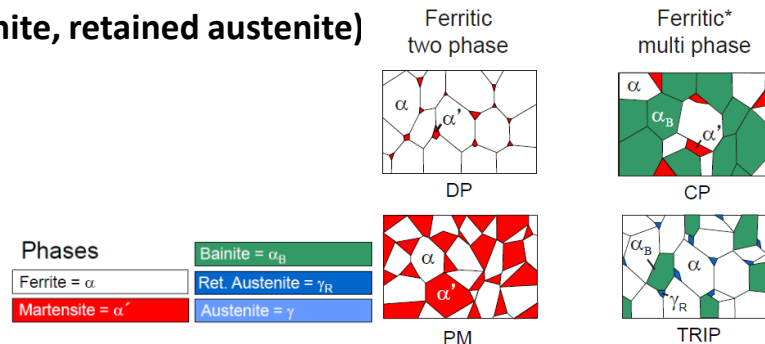 nite, retained austenite)
Ferritic
two phase
Ferritic*
multi phase
α
α'
DP
α
αB
α'
CP
Phases
Ferrite = α
Martensite = α´
Bainite = αB
Ret. Austenite = γR
Austenite = γ
α
α'
PM
αB
α
γR
TRIP